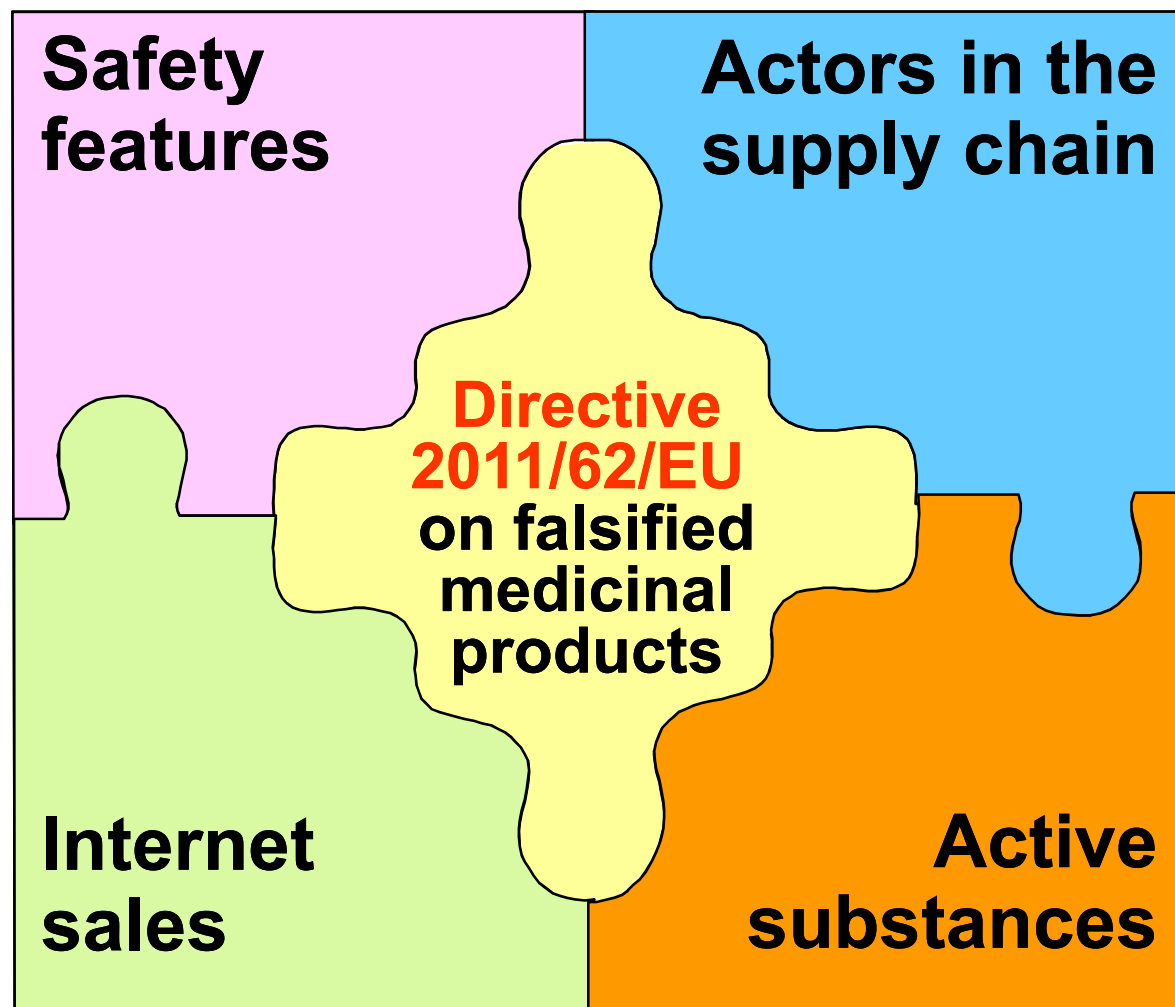 Safety
features
Actors in the
supply chain
Directive
2011/62/EU
on falsified
medicinal
products
Internet
sales
Active
substances